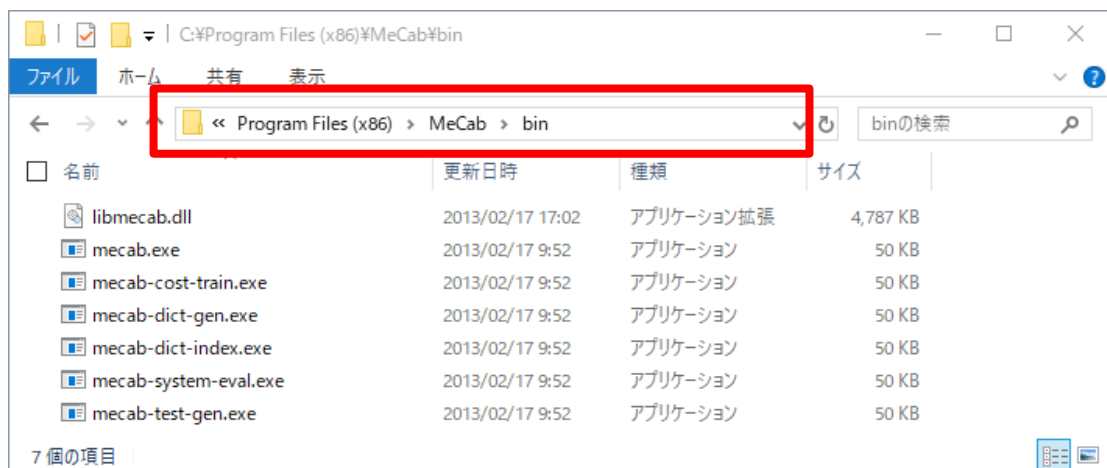 C:¥Program Files (x86)¥MeCab¥bin
ファイル ホーム 共有 表示
« Program Files (x86) > MeCab > bin binの検索
名前 更新日時 種類 サイズ
libmecab.dll 2013/02/17 17:02 アプリケーション拡張 4,787 KB
mecab.exe 2013/02/17 9:52 アプリケーション 50 KB
mecab-cost-train.exe 2013/02/17 9:52 アプリケーション 50 KB
mecab-dict-gen.exe 2013/02/17 9:52 アプリケーション 50 KB
mecab-dict-index.exe 2013/02/17 9:52 アプリケーション 50 KB
mecab-system-eval.exe 2013/02/17 9:52 アプリケーション 50 KB
mecab-test-gen.exe 2013/02/17 9:52 アプリケーション 50 KB
7 個の項目